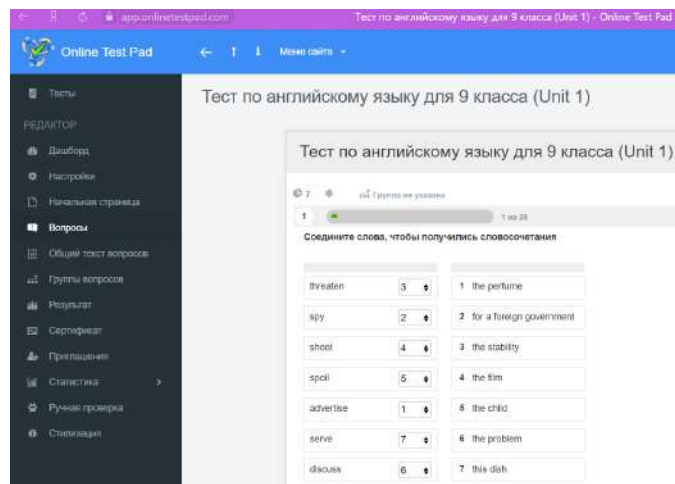 app.onlinetestpad.com Тест по английскому языку для 9 класса (Unit 1) - Online Test Pad
Online Test Pad Меню сайта
Тесты
Тест по английскому языку для 9 класса (Unit 1)
РЕДАКТОР
Дашборд
Тест по английскому языку для 9 класса (Unit 1)
Настройки
7 Группа не указана
Начальная страница
1 1 из 26
Вопросы
Соедините слова, чтобы получились словосочетания
Общий текст вопросов
Группы вопросов
threaten 3 1 the perfume
Результат
spy 2 2 for a foreign government
Сертификат
shoot 4 3 the stability
Приглашения
spoil 5 4 the film
Статистика
advertise 1 5 the child
Ручная проверка
Стилизация
serve 7 6 the problem
discuss 6 7 this dish